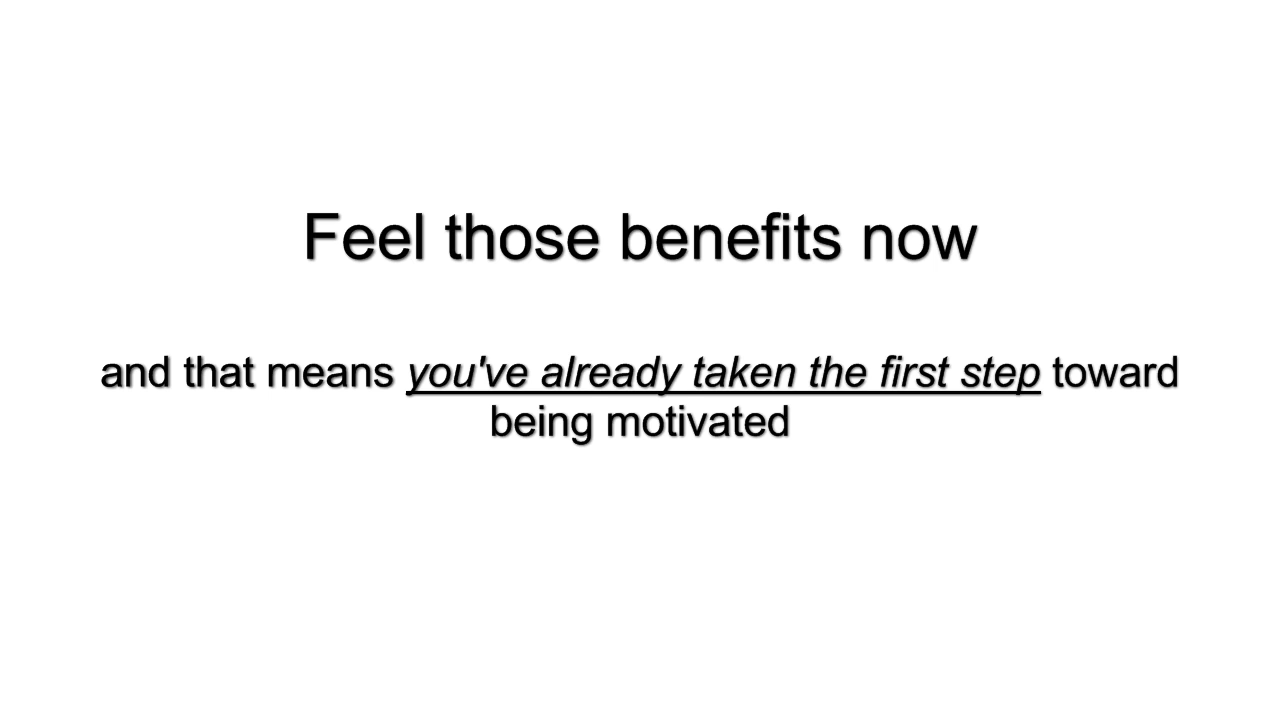 Feel those benefits now
and that means you've already taken the first step toward
being motivated